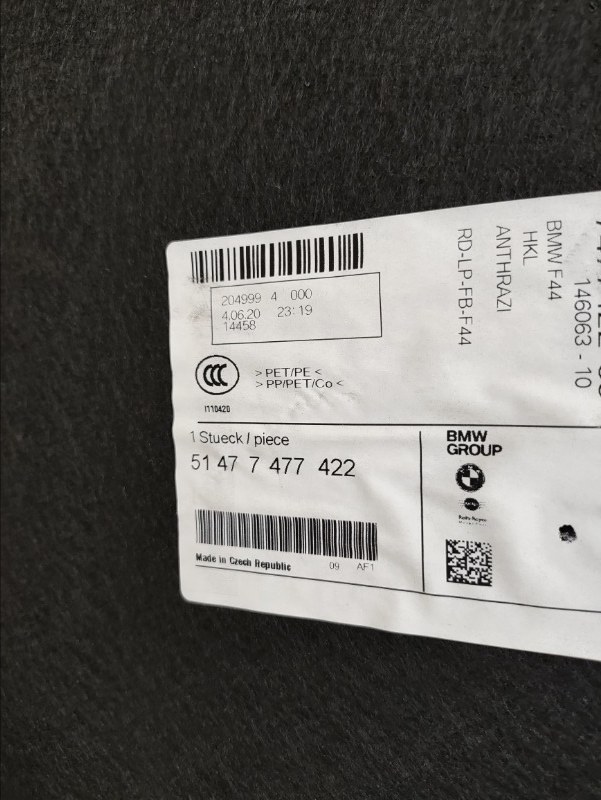 204999 4 000
4.06.20 23:19
14458
CCC
> PET/PE <
> PP/PET/Co <
I110420
1 Stueck / piece
51 47 7 477 422
Made in Czech Republic
09 AF1
BMW
GROUP
146063 - 10
BMW F44
HKL
ANTHRAZI
RD-LP-FB-F44